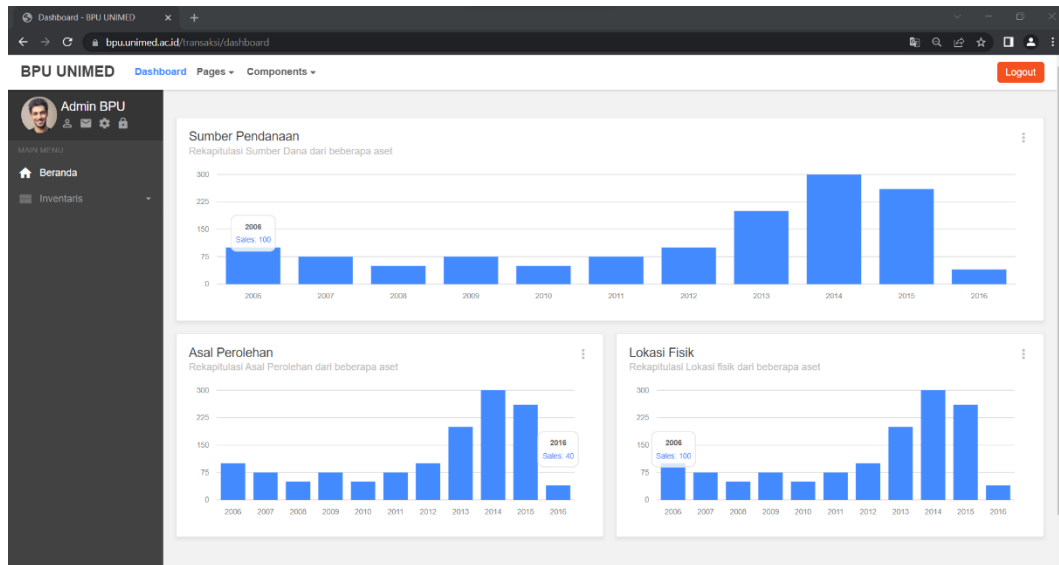 Dashboard - BPU UNIMED
bpu.unimed.ac.id/transaksi/dashboard
BPU UNIMED Dashboard Pages Components Logout
Admin BPU
MAIN MENU
Beranda
Inventaris
Sumber Pendanaan
Rekapitulasi Sumber Dana dari beberapa aset
300
225
150
75
0
2006
Sales: 100
2006 2007 2008 2009 2010 2011 2012 2013 2014 2015 2016
Asal Perolehan
Rekapitulasi Asal Perolehan dari beberapa aset
300
225
150
75
0
2016
Sales: 40
2006 2007 2008 2009 2010 2011 2012 2013 2014 2015 2016
Lokasi Fisik
Rekapitulasi Lokasi fisik dari beberapa aset
300
225
150
75
0
2006
Sales: 100
2006 2007 2008 2009 2010 2011 2012 2013 2014 2015 2016